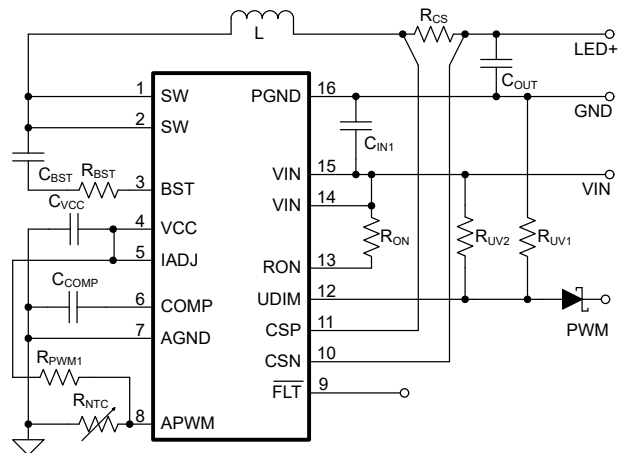 L
RCS
LED+
COUT
GND
1 SW
2 SW
PGND 16
CIN1
CBST
RBST
3 BST
VIN 15
VIN
VIN 14
CVCC
4 VCC
5 IADJ
RON
RUV2
RUV1
RON 13
CCOMP
6 COMP
UDIM 12
7 AGND
CSP 11
PWM
CSN 10
RPWM1
FLT 9
RNTC
8 APWM